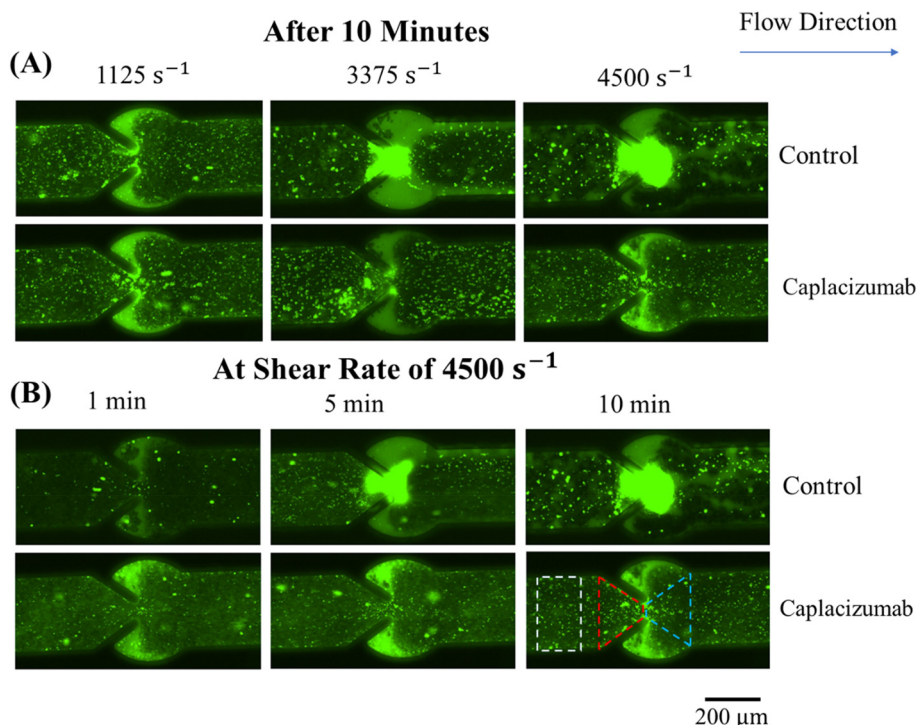 After 10 Minutes
Flow Direction
(A)
1125 s⁻¹ 3375 s⁻¹ 4500 s⁻¹
Control
Caplacizumab
At Shear Rate of 4500 s⁻¹
(B)
1 min 5 min 10 min
Control
Caplacizumab
200 μm